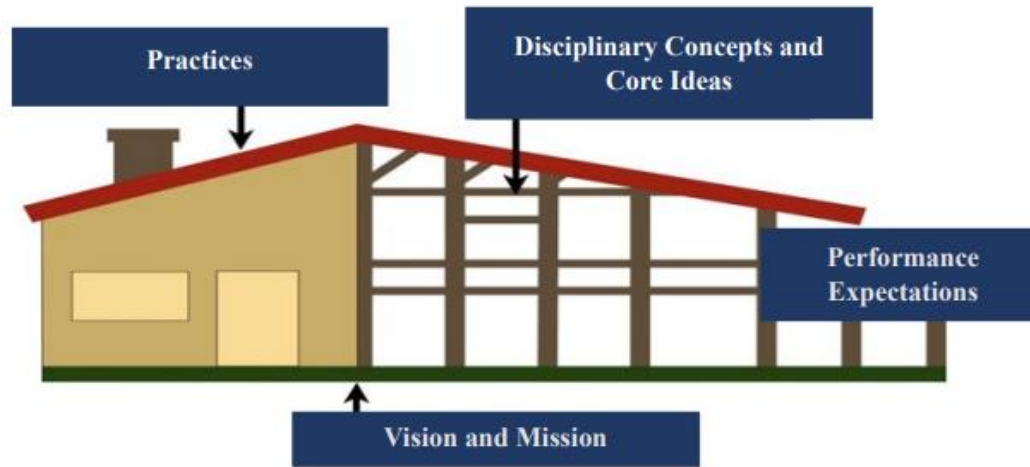 Practices
Disciplinary Concepts and
Core Ideas
Performance
Expectations
Vision and Mission